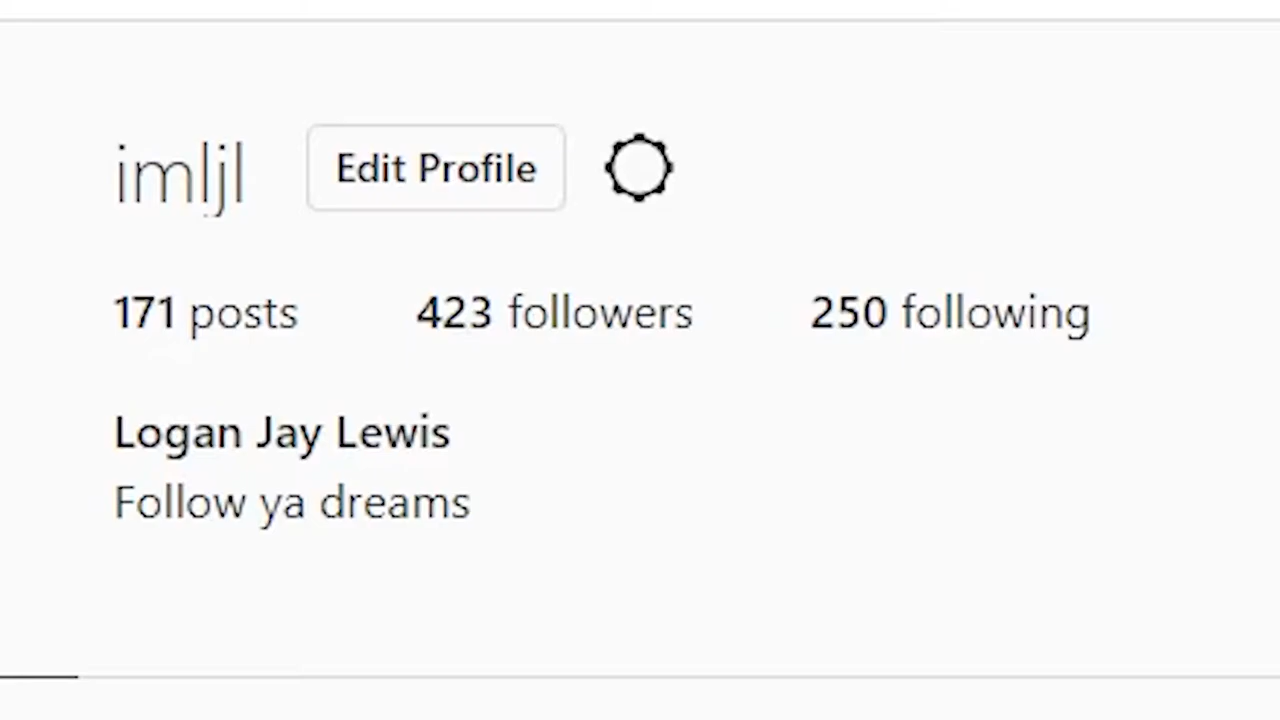 imljl Edit Profile
171 posts 423 followers 250 following
Logan Jay Lewis
Follow ya dreams